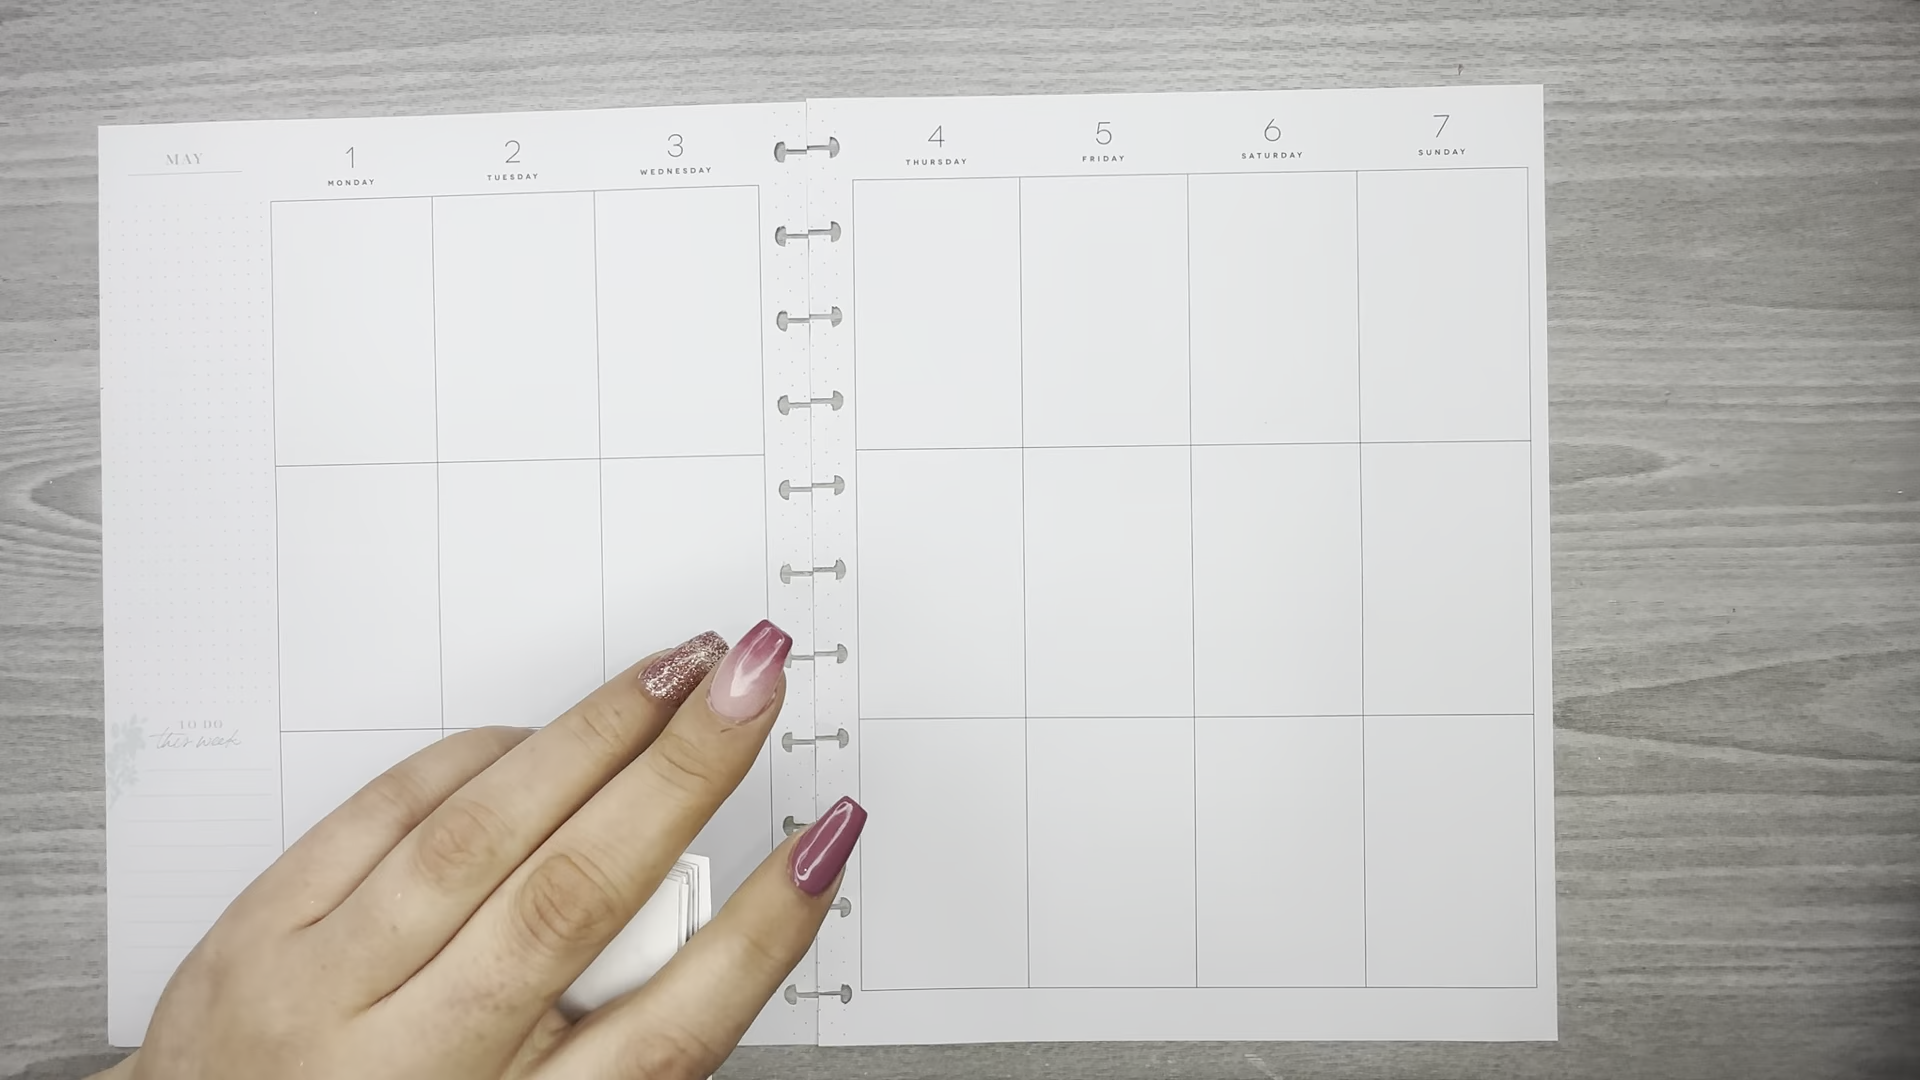 MAY
1
MONDAY
2
TUESDAY
3
WEDNESDAY
4
THURSDAY
5
FRIDAY
6
SATURDAY
7
SUNDAY
TO DO
this week